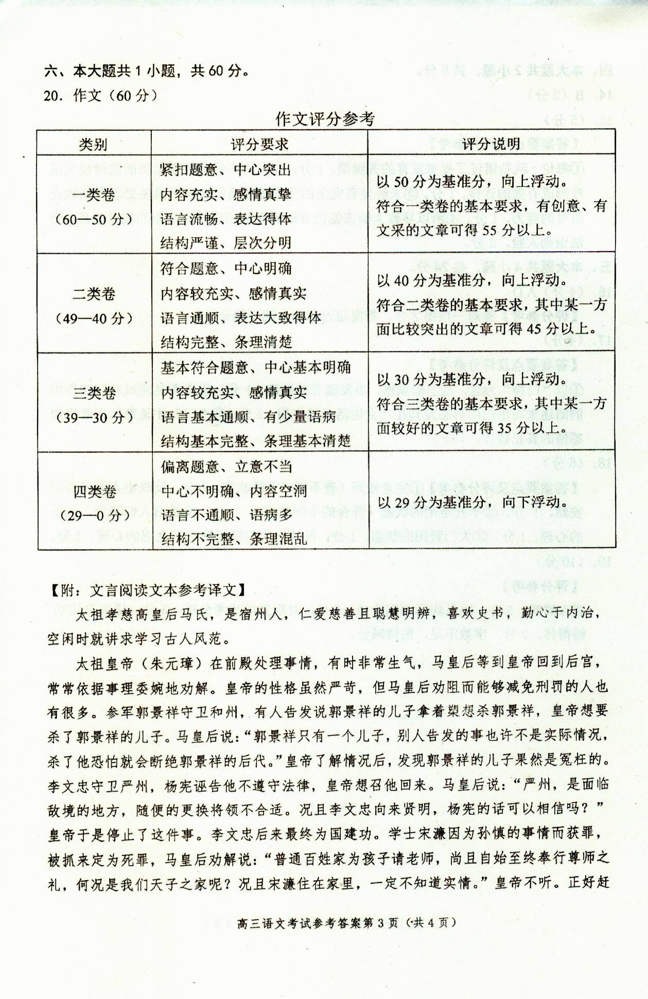 六、本大题共 1 小题，共 60 分。
20．作文（60 分）
作文评分参考
类别
评分要求
评分说明
一类卷
（60—50 分）
紧扣题意、中心突出
内容充实、感情真挚
语言流畅、表达得体
结构严谨、层次分明
以 50 分为基准分，向上浮动。
符合一类卷的基本要求，有创意、有
文采的文章可得 55 分以上。
二类卷
（49—40 分）
符合题意、中心明确
内容较充实、感情真实
语言通顺、表达大致得体
结构完整、条理清楚
以 40 分为基准分，向上浮动。
符合二类卷的基本要求，其中某一方
面比较突出的文章可得 45 分以上。
三类卷
（39—30 分）
基本符合题意、中心基本明确
内容较充实、感情真实
语言基本通顺、有少量语病
结构基本完整、条理基本清楚
以 30 分为基准分，向上浮动。
符合三类卷的基本要求，其中某一方
面较好的文章可得 35 分以上。
四类卷
（29—0 分）
偏离题意、立意不当
中心不明确、内容空洞
语言不通顺、语病多
结构不完整、条理混乱
以 29 分为基准分，向下浮动。
【附：文言阅读文本参考译文】
太祖孝慈高皇后马氏，是宿州人，仁爱慈善且聪慧明辨，喜欢史书，勤心于内治，
空闲时就讲求学习古人风范。
太祖皇帝（朱元璋）在前殿处理事情，有时非常生气，马皇后等到皇帝回到后宫，
常常依据事理委婉地劝解。皇帝的性格虽然严苛，但马皇后劝阻而能够减免刑罚的人也
有很多。参军郭景祥守卫和州，有人告发说郭景祥的儿子拿着槊想杀郭景祥，皇帝想要
杀了郭景祥的儿子。马皇后说：“郭景祥只有一个儿子，别人告发的事也许不是实际情况，
杀了他恐怕就会断绝郭景祥的后代。”皇帝了解情况后，发现郭景祥的儿子果然是冤枉的。
李文忠守卫严州，杨宪诬告他不遵守法律，皇帝想召他回来。马皇后说：“严州，是面临
敌境的地方，随便的更换将领不合适。况且李文忠向来贤明，杨宪的话可以相信吗？”
皇帝于是停止了这件事。李文忠后来最终为国建功。学士宋濂因为孙慎的事情而获罪，
被抓来定为死罪，马皇后劝解说：“普通百姓家为孩子请老师，尚且自始至终奉行尊师之
礼，何况是我们天子之家呢？况且宋濂住在家里，一定不知道实情。”皇帝不听。正好赶
高三语文考试参考答案第 3 页（共 4 页）